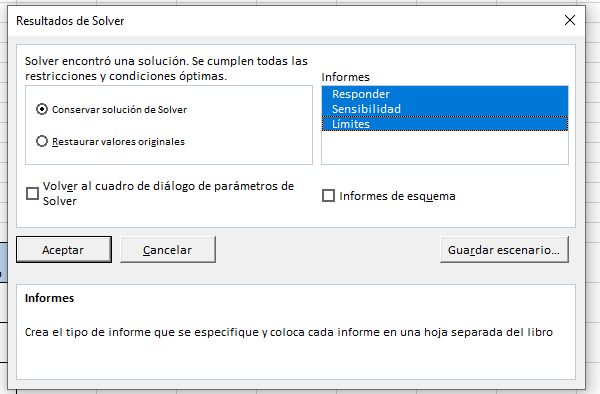 Resultados de Solver
Solver encontró una solución. Se cumplen todas las
restricciones y condiciones óptimas.
Conservar solución de Solver
Restaurar valores originales
Informes
Responder
Sensibilidad
Límites
Volver al cuadro de diálogo de parámetros de
Solver
Informes de esquema
Aceptar
Cancelar
Guardar escenario...
Informes
Crea el tipo de informe que se especifique y coloca cada informe en una hoja separada del libro